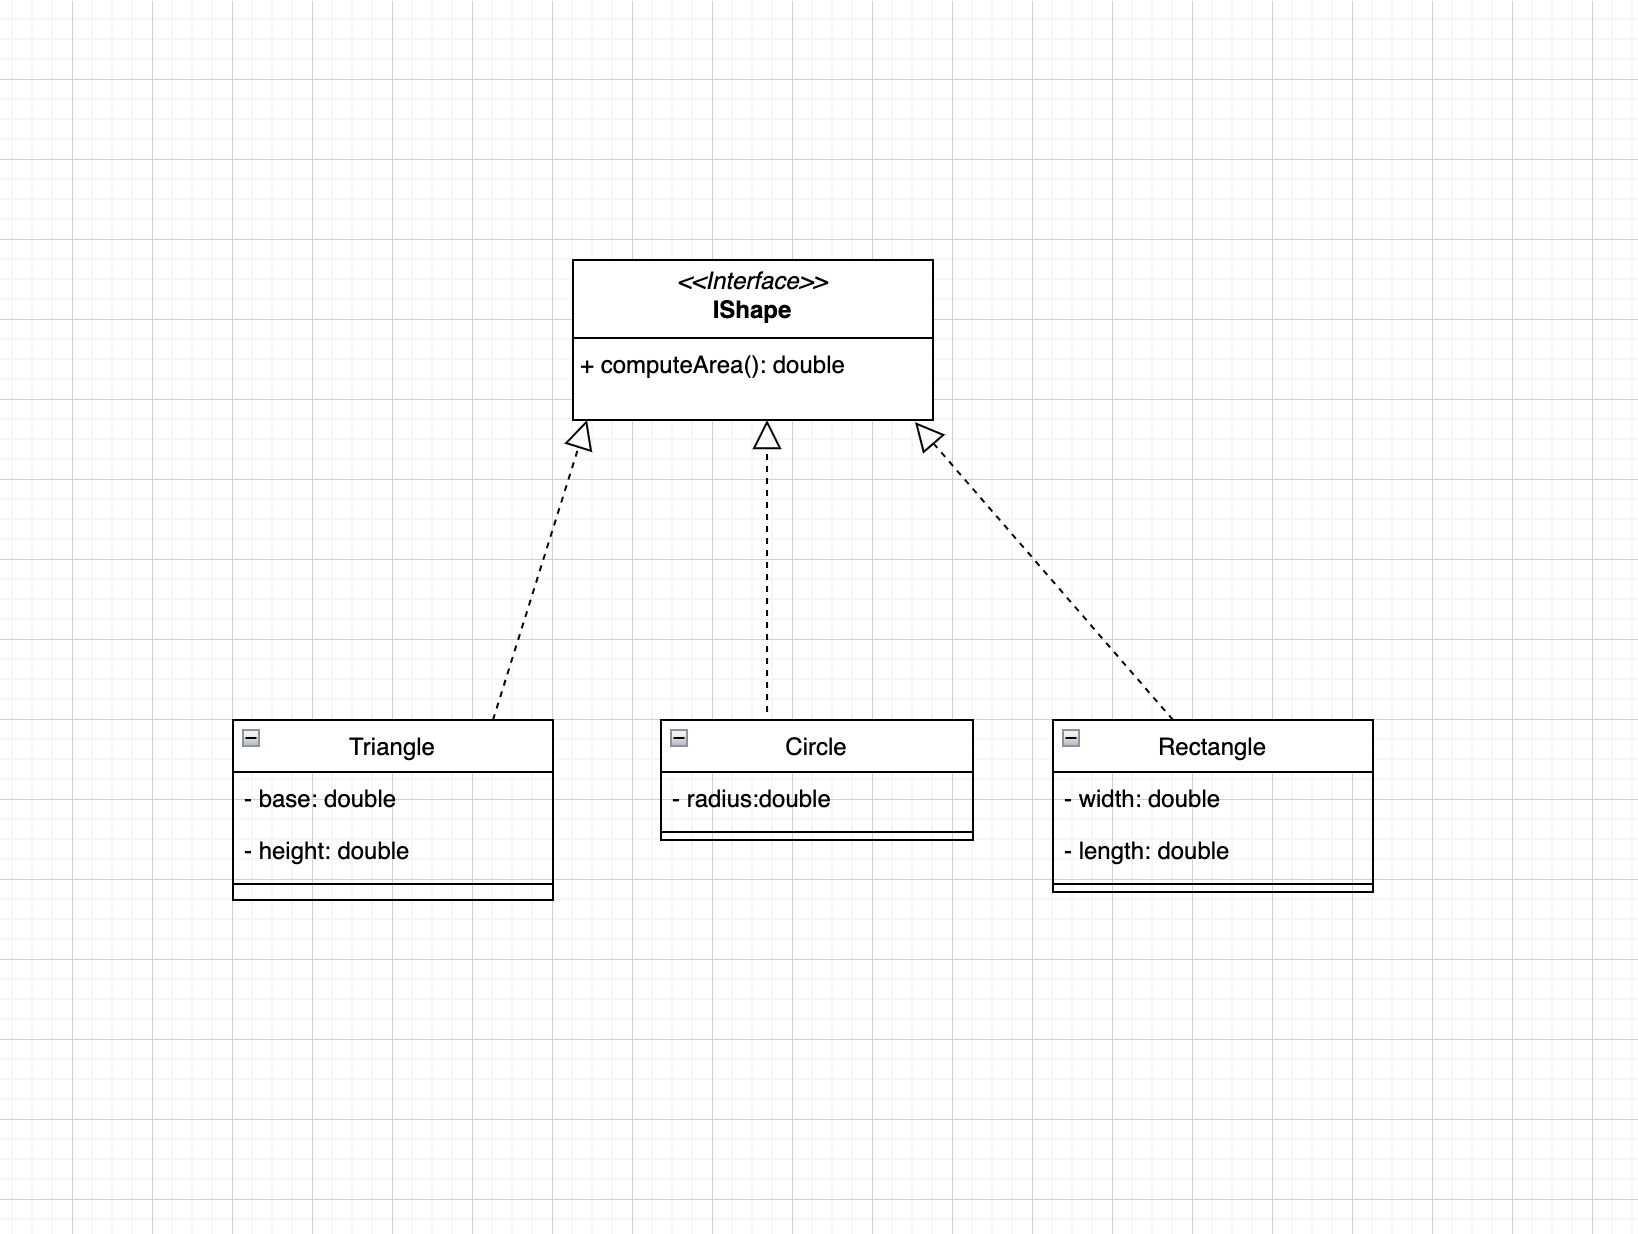 <<Interface>>
IShape
+ computeArea(): double
Triangle
- base: double
- height: double
Circle
- radius:double
Rectangle
- width: double
- length: double